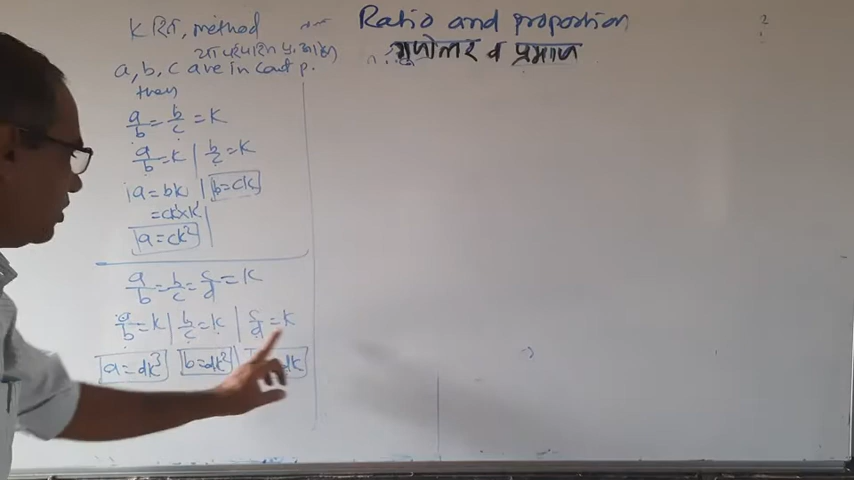 Ratio and proportion
गुणोत्तर व प्रमाण
K रित, method
a, b, c are in cont p.
then
a/b = b/c = K
a/b = K | b/c = K
a = bk | b = ck
= ck×k
a = ck²
a/b = b/c = c/d = K
a/b = K | b/c = K | c/d = K
a = dk³ b = dk² dk